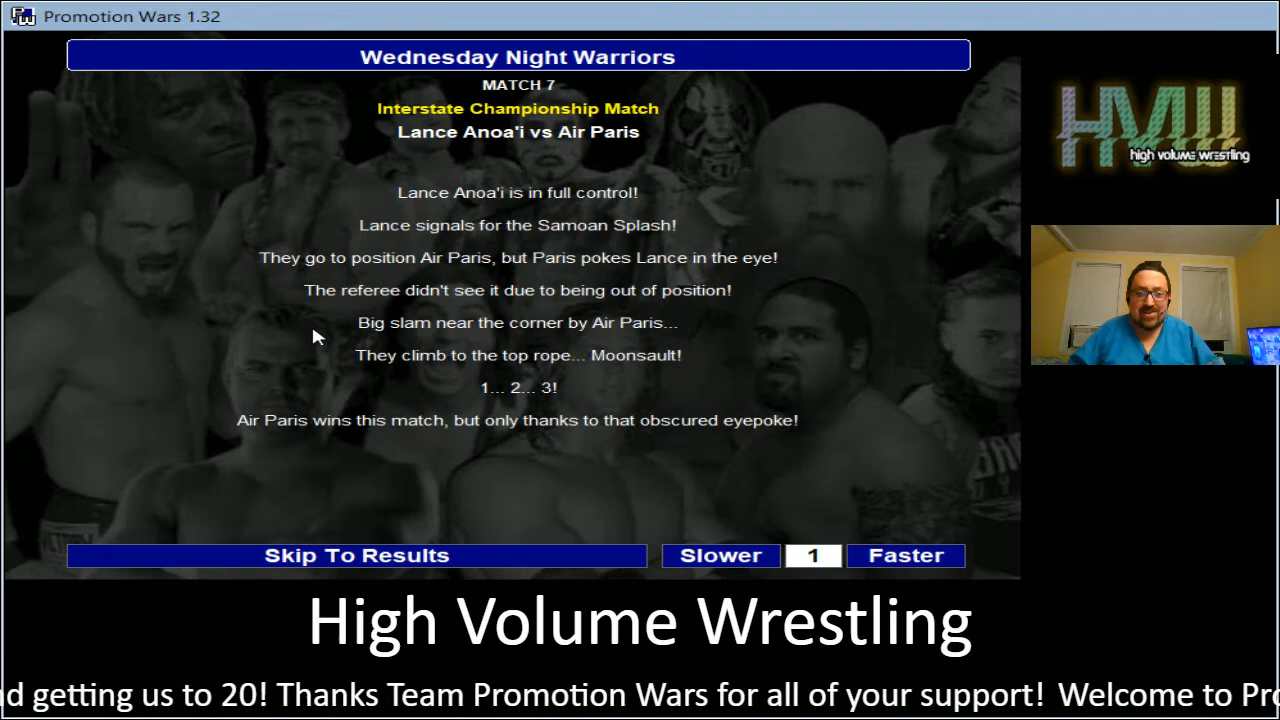 Promotion Wars 1.32
Wednesday Night Warriors
MATCH 7
Interstate Championship Match
Lance Anoa'i vs Air Paris
Lance Anoa'i is in full control!
Lance signals for the Samoan Splash!
They go to position Air Paris, but Paris pokes Lance in the eye!
The referee didn't see it due to being out of position!
Big slam near the corner by Air Paris...
They climb to the top rope... Moonsault!
1... 2... 3!
Air Paris wins this match, but only thanks to that obscured eyepoke!
Skip To Results
Slower
1
Faster
HVW
high volume wrestling
High Volume Wrestling
d getting us to 20! Thanks Team Promotion Wars for all of your support! Welcome to Pro